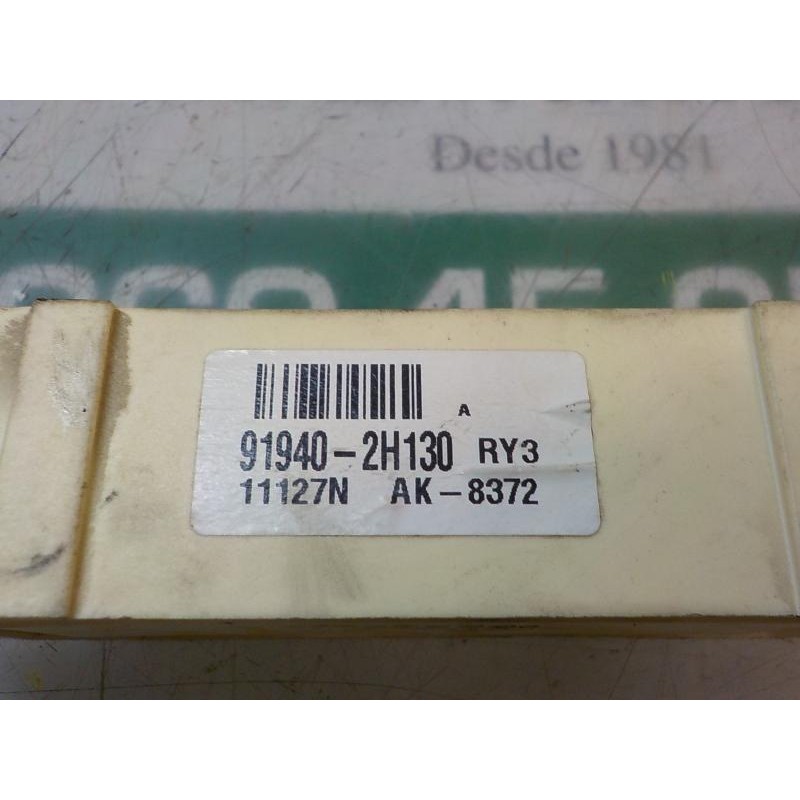 Desde 1981
A
91940-2H130 RY3
11127N AK-8372